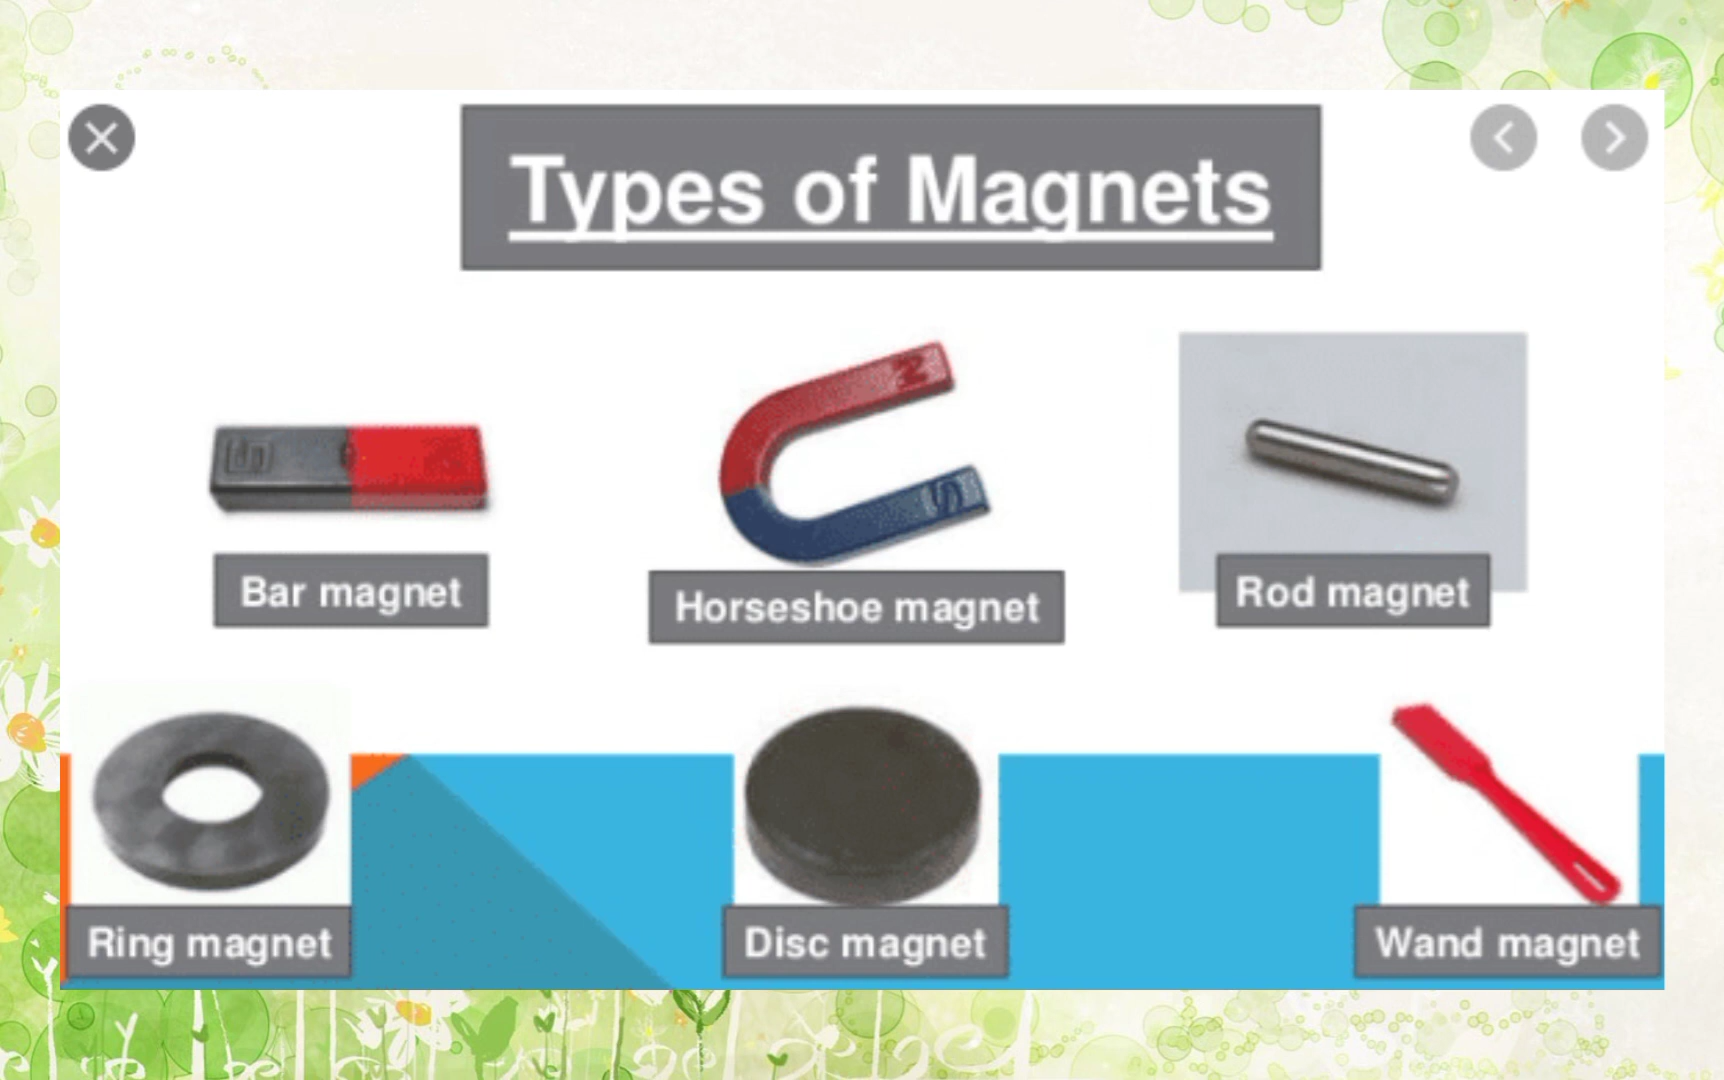 Types of Magnets
N
S
Bar magnet
Horseshoe magnet
Rod magnet
Ring magnet
Disc magnet
Wand magnet